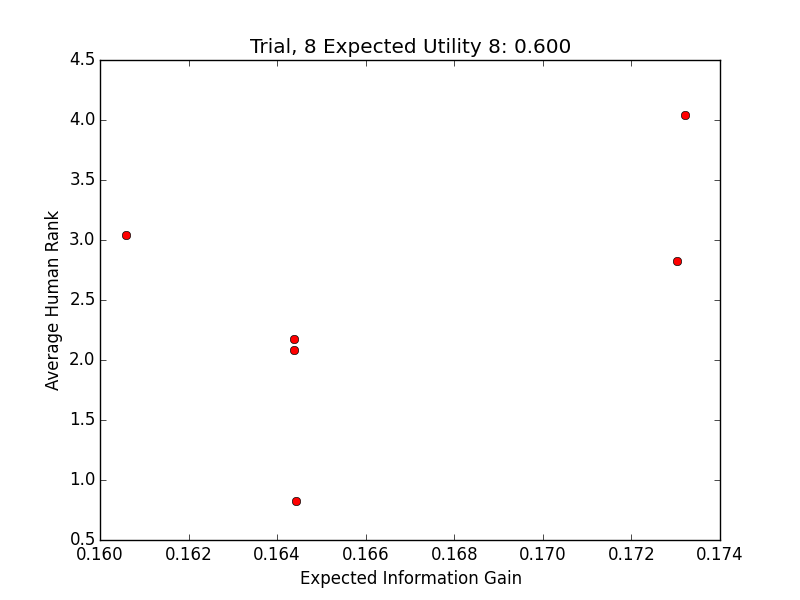 Trial, 8 Expected Utility 8: 0.600
4.5
4.0
3.5
3.0
2.5
2.0
1.5
1.0
0.5
Average Human Rank
0.160 0.162 0.164 0.166 0.168 0.170 0.172 0.174
Expected Information Gain